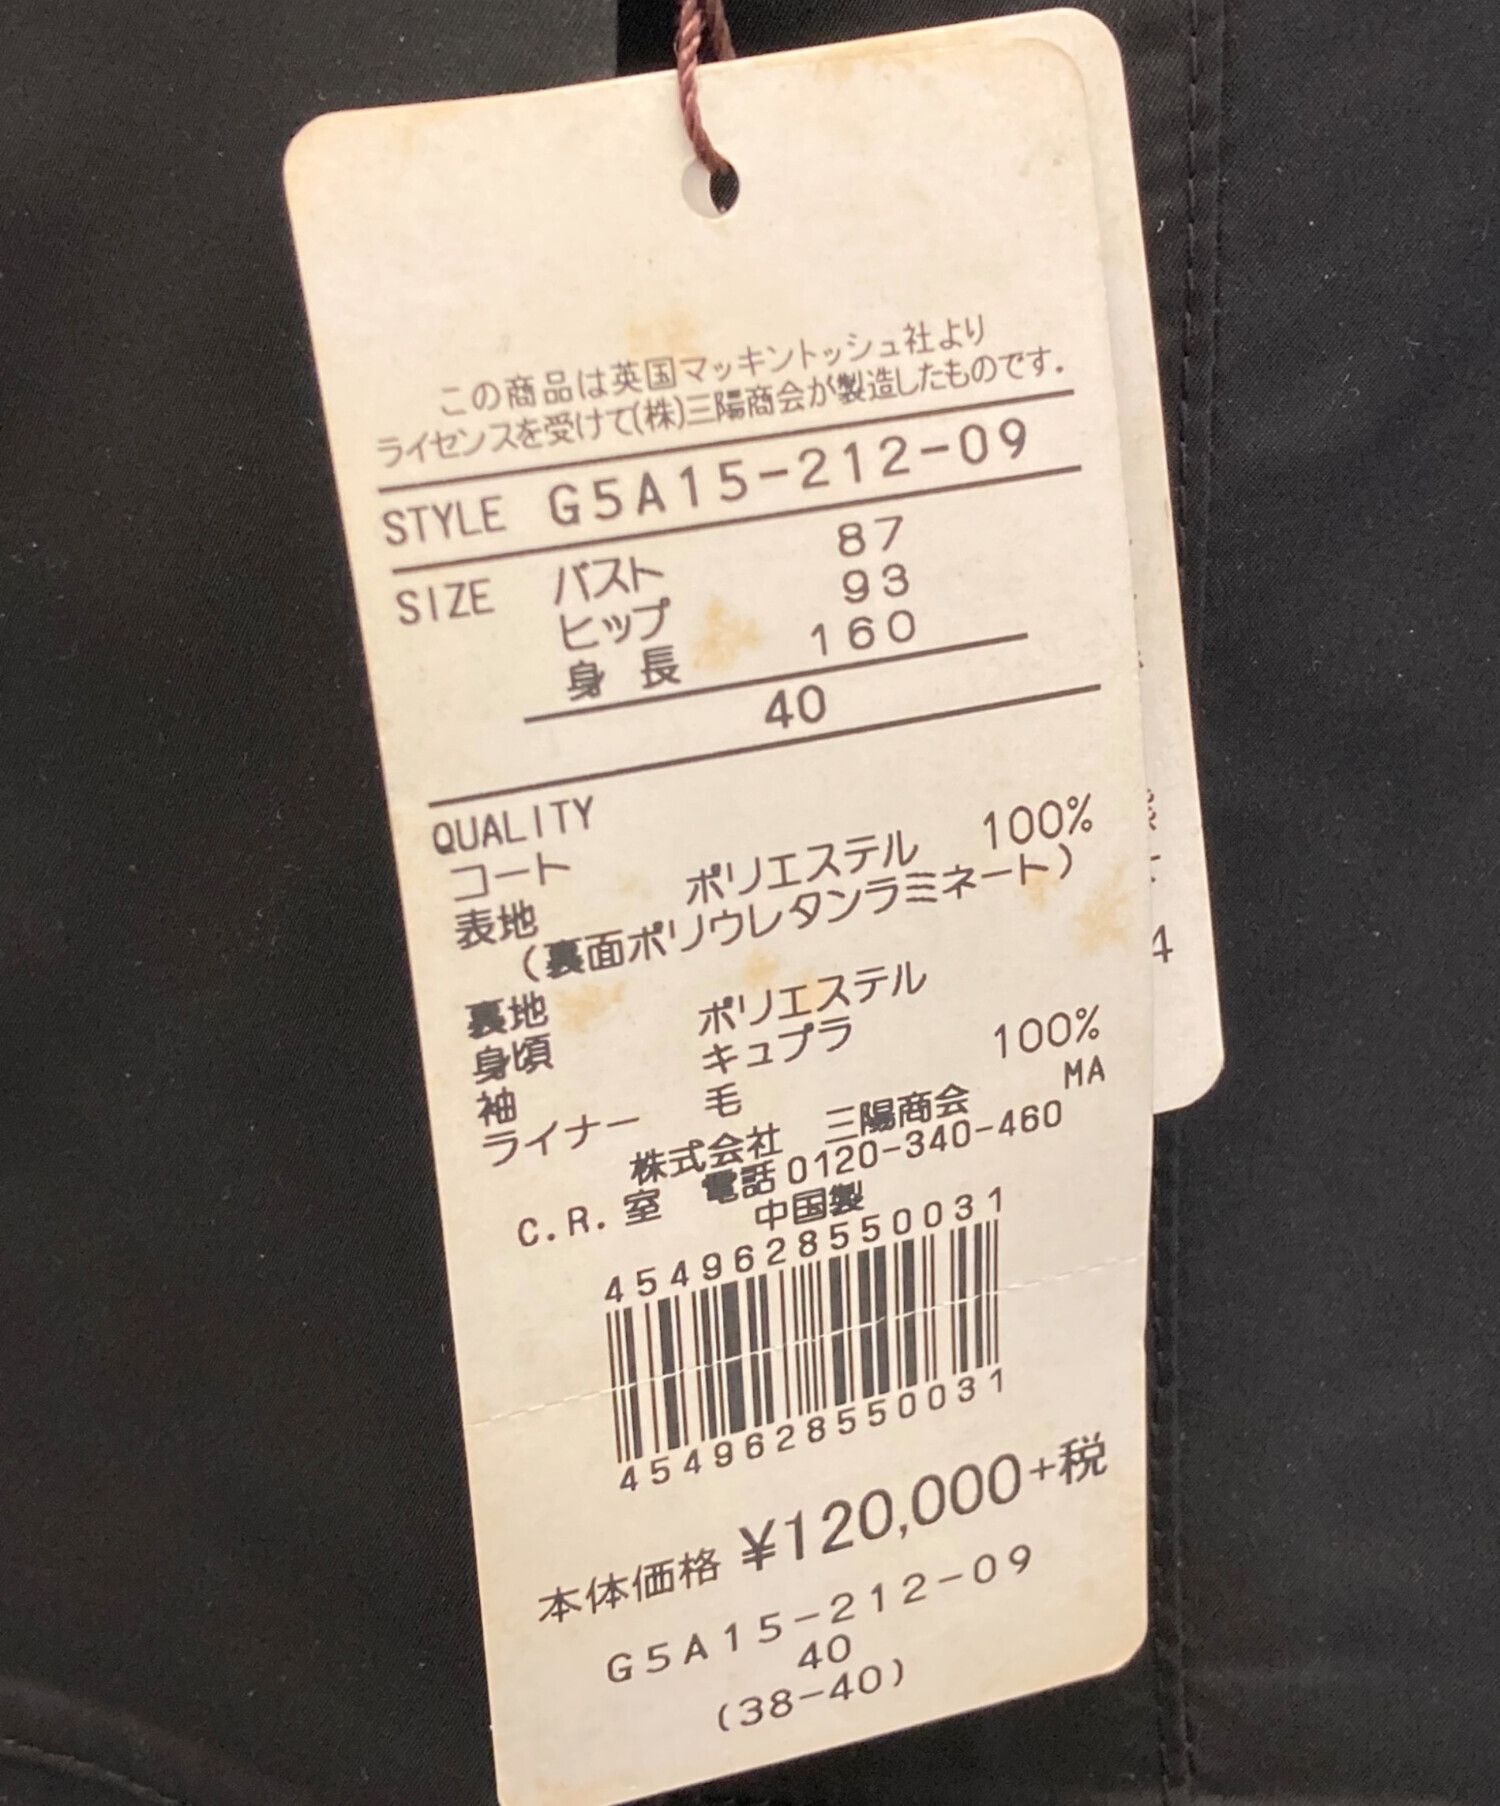 この商品は英国マッキントッシュ社より
ライセンスを受けて(株)三陽商会が製造したものです.
STYLE G5A15-212-09
SIZE バスト 87
ヒップ 93
身長 160
40
QUALITY
コート
表地 ポリエステル 100%
(裏面ポリウレタンラミネート)
裏地
身頃 ポリエステル
袖 キュプラ
ライナー 毛 100%
MA
株式会社 三陽商会
C.R.室 電話0120-340-460
中国製
4549628550031
4549628550031
本体価格 ¥120,000+税
G5A15-212-09
40
(38-40)
4